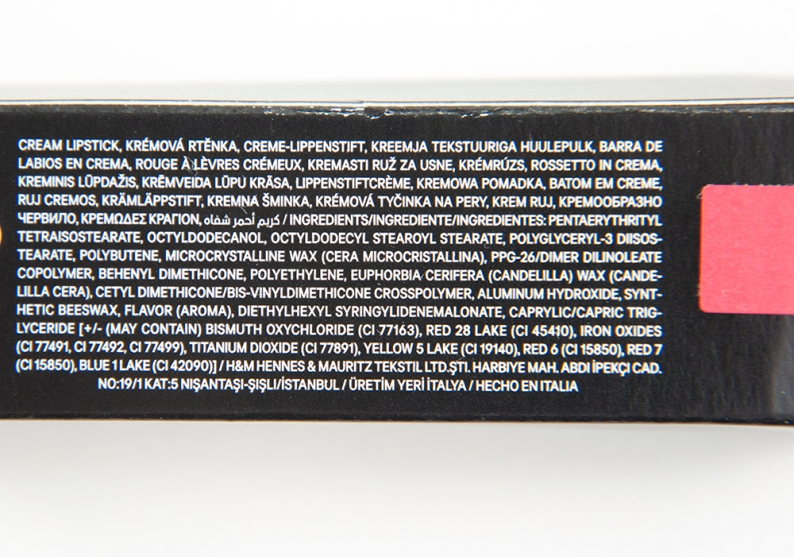 CREAM LIPSTICK, KRÉMOVÁ RTĚNKA, CREME-LIPPENSTIFT, KREEMJA TEKSTUURIGA HUULEPULK, BARRA DE
LABIOS EN CREMA, ROUGE À LÈVRES CRÉMEUX, KREMASTI RUŽ ZA USNE, KRÉMRÚZS, ROSSETTO IN CREMA,
KREMINIS LŪPDAŽIS, KRĒMVEIDA LŪPU KRĀSA, LIPPENSTIFTCRÈME, KREMOWA POMADKA, BATOM EM CREME,
RUJ CREMOS, KRÄMLÄPPSTIFT, KREMNA ŠMINKA, KRÉMOVÁ TYČINKA NA PERY, KREM RUJ, КРЕМООБРАЗНО
ЧЕРВИЛО, ΚΡΕΜΩΔΕΣ ΚΡΑΓΙΟΝ, كريم أحمر شفاه / INGREDIENTS/INGREDIENTE/INGREDIENTES: PENTAERYTHRITYL
TETRAISOSTEARATE, OCTYLDODECANOL, OCTYLDODECYL STEAROYL STEARATE, POLYGLYCERYL-3 DIISOS-
TEARATE, POLYBUTENE, MICROCRYSTALLINE WAX (CERA MICROCRISTALLINA), PPG-26/DIMER DILINOLEATE
COPOLYMER, BEHENYL DIMETHICONE, POLYETHYLENE, EUPHORBIA CERIFERA (CANDELILLA) WAX (CANDE-
LILLA CERA), CETYL DIMETHICONE/BIS-VINYLDIMETHICONE CROSSPOLYMER, ALUMINUM HYDROXIDE, SYNT-
HETIC BEESWAX, FLAVOR (AROMA), DIETHYLHEXYL SYRINGYLIDENEMALONATE, CAPRYLIC/CAPRIC TRIG-
LYCERIDE [+/- (MAY CONTAIN) BISMUTH OXYCHLORIDE (CI 77163), RED 28 LAKE (CI 45410), IRON OXIDES
(CI 77491, CI 77492, CI 77499), TITANIUM DIOXIDE (CI 77891), YELLOW 5 LAKE (CI 19140), RED 6 (CI 15850), RED 7
(CI 15850), BLUE 1 LAKE (CI 42090)] / H&M HENNES & MAURITZ TEKSTIL LTD.ŞTI. HARBIYE MAH. ABDI İPEKÇI CAD.
NO:19/1 KAT:5 NIŞANTAŞI-ŞIŞLI/İSTANBUL / ÜRETİM YERİ İTALYA / HECHO EN ITALIA